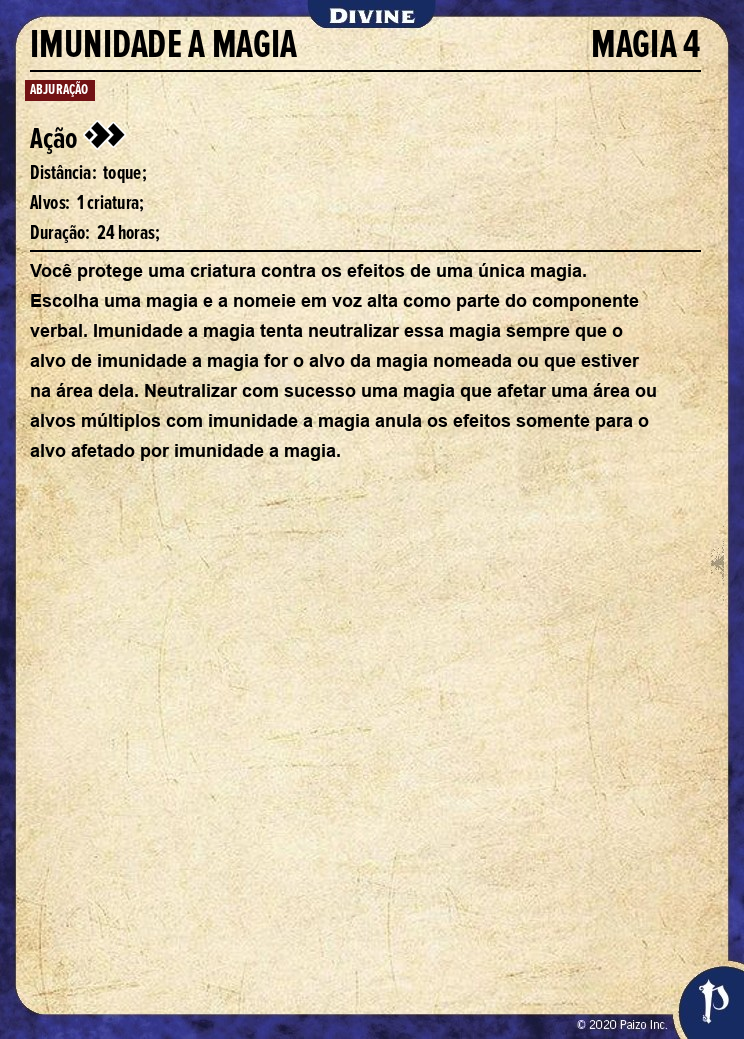 DIVINE
IMUNIDADE A MAGIA MAGIA 4
ABJURAÇÃO
Ação
Distância: toque;
Alvos: 1 criatura;
Duração: 24 horas;
Você protege uma criatura contra os efeitos de uma única magia.
Escolha uma magia e a nomeie em voz alta como parte do componente
verbal. Imunidade a magia tenta neutralizar essa magia sempre que o
alvo de imunidade a magia for o alvo da magia nomeada ou que estiver
na área dela. Neutralizar com sucesso uma magia que afetar uma área ou
alvos múltiplos com imunidade a magia anula os efeitos somente para o
alvo afetado por imunidade a magia.
© 2020 Paizo Inc.
P